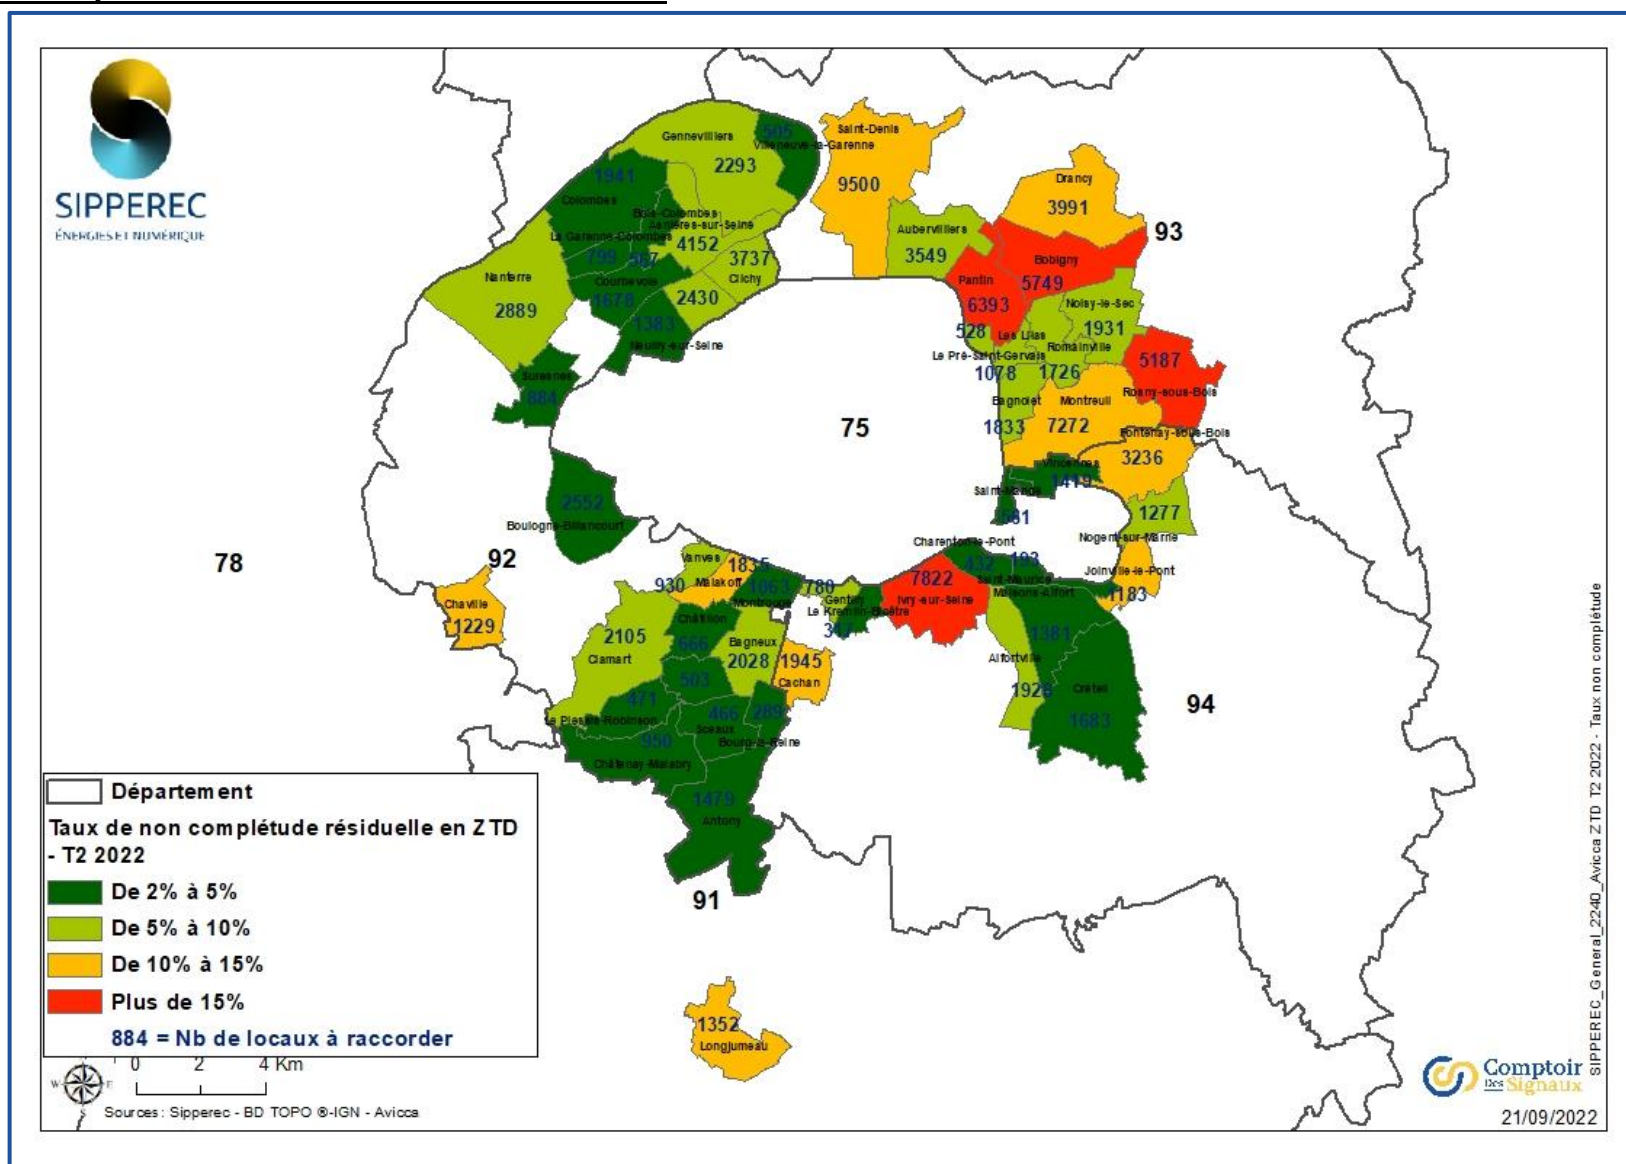 SIPPEREC
ÉNERGIES ET NUMÉRIQUE
Gennevilliers
2293
505
Villeneuve-la-Garenne
Saint-Denis
9500
Drancy
3991
93
1941
Colombes
Bois-Colombes
Asnières-sur-Seine
4152
La Garenne-Colombes
799
567
3737
Clichy
Aubervilliers
3549
Bobigny
5749
Pantin
6393
Nanterre
2889
Courbevoie
1678
2430
1383
Neuilly-sur-Seine
Noisy-le-Sec
1931
528
Les Lilas
Romainville
Le Pré-Saint-Gervais
1078
1726
5187
Rosny-sous-Bois
Suresnes
884
Bagnolet
1833
Montreuil
7272
75
Fontenay-sous-Bois
3236
Vincennes
1419
Saint-Mandé
2552
Boulogne-Billancourt
1277
Nogent-sur-Marne
78
92
Charenton-le-Pont
432
193
Saint-Maurice
Joinville-le-Pont
1183
Maisons-Alfort
1381
Vanves
930
1835
Malakoff
1063
Montrouge
780
Gentilly
Le Kremlin-Bicêtre
7822
Ivry-sur-Seine
Chaville
1229
2105
Clamart
Châtillon
666
Bagneux
2028
1945
Cachan
Alfortville
Créteil
1683
503
471
Le Plessis-Robinson
466
Sceaux
289
Bourg-la-Reine
950
Châtenay-Malabry
94
1479
Antony
91
1352
Longjumeau
Département
Taux de non complétude résiduelle en ZTD
- T2 2022
De 2% à 5%
De 5% à 10%
De 10% à 15%
Plus de 15%
884 = Nb de locaux à raccorder
0 2 4 Km
W E
S
Sources : Sipperec - BD TOPO ®-IGN - Avicca
Comptoir
Des Signaux
21/09/2022
SIPPEREC_General_2240_Avicca ZTD T2 2022 - Taux non complétude